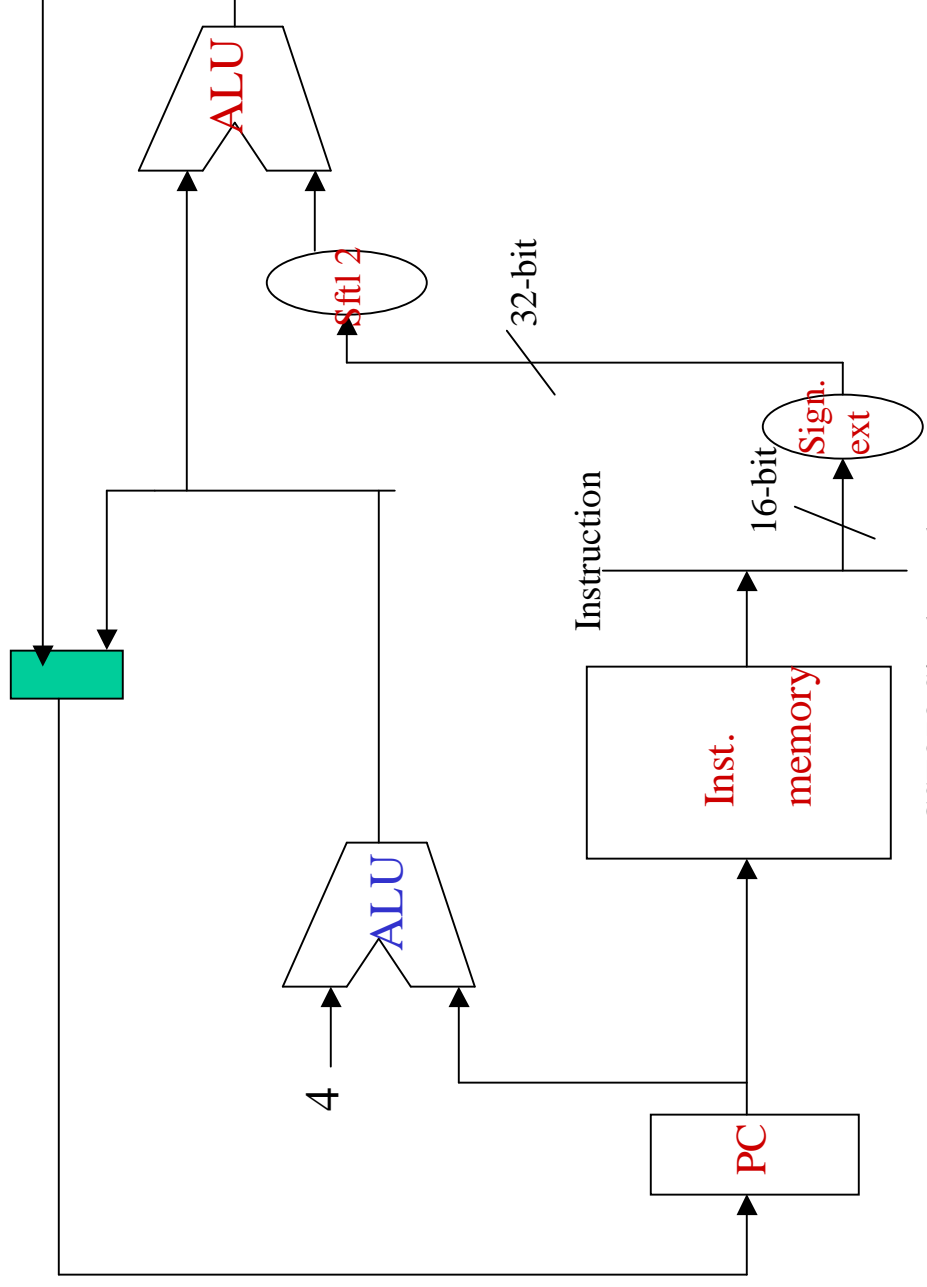 ALU
Sftl 2
32-bit
Sign.
ext
16-bit
Instruction
ALU
4
Inst.
memory
PC